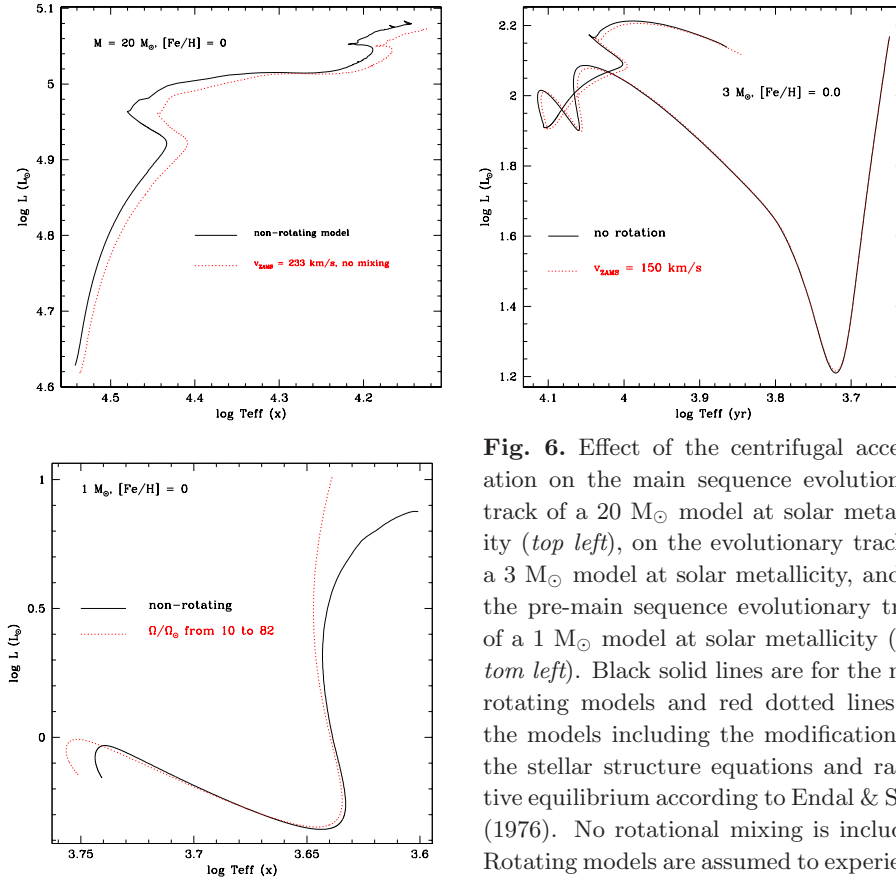 5.1
5
4.9
4.8
4.7
4.6
log L (L⊙)
M = 20 M⊙, [Fe/H] = 0
non-rotating model
vZAMS = 233 km/s, no mixing
4.5
4.4
4.3
4.2
log Teff (x)
2.2
2
1.8
1.6
1.4
1.2
log L (L⊙)
3 M⊙, [Fe/H] = 0.0
no rotation
vZAMS = 150 km/s
4.1
4
3.9
3.8
3.7
log Teff (yr)
1
0.5
0
log L (L⊙)
1 M⊙, [Fe/H] = 0
non-rotating
Ω/Ω⊙ from 10 to 82
3.75
3.7
3.65
3.6
log Teff (x)
Fig. 6. Effect of the centrifugal acce
ation on the main sequence evolution
track of a 20 M⊙ model at solar meta
ity (top left), on the evolutionary track
a 3 M⊙ model at solar metallicity, and
the pre-main sequence evolutionary tr
of a 1 M⊙ model at solar metallicity (
tom left). Black solid lines are for the
rotating models and red dotted lines
the models including the modification
the stellar structure equations and ra
tive equilibrium according to Endal & S
(1976). No rotational mixing is inclu
Rotating models are assumed to experie